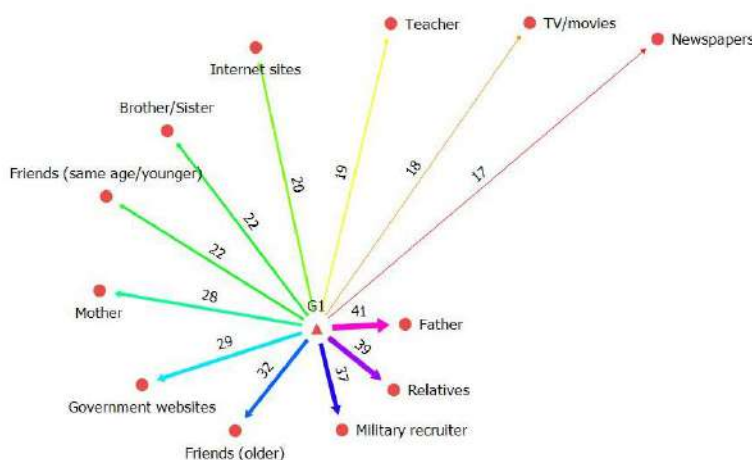 Teacher
TV/movies
Newspapers
Internet sites
Brother/Sister
Friends (same age/younger)
20
19
18
17
22
22
G1
Mother
28
41
Father
29
39
Government websites
32
37
Relatives
Friends (older)
Military recruiter